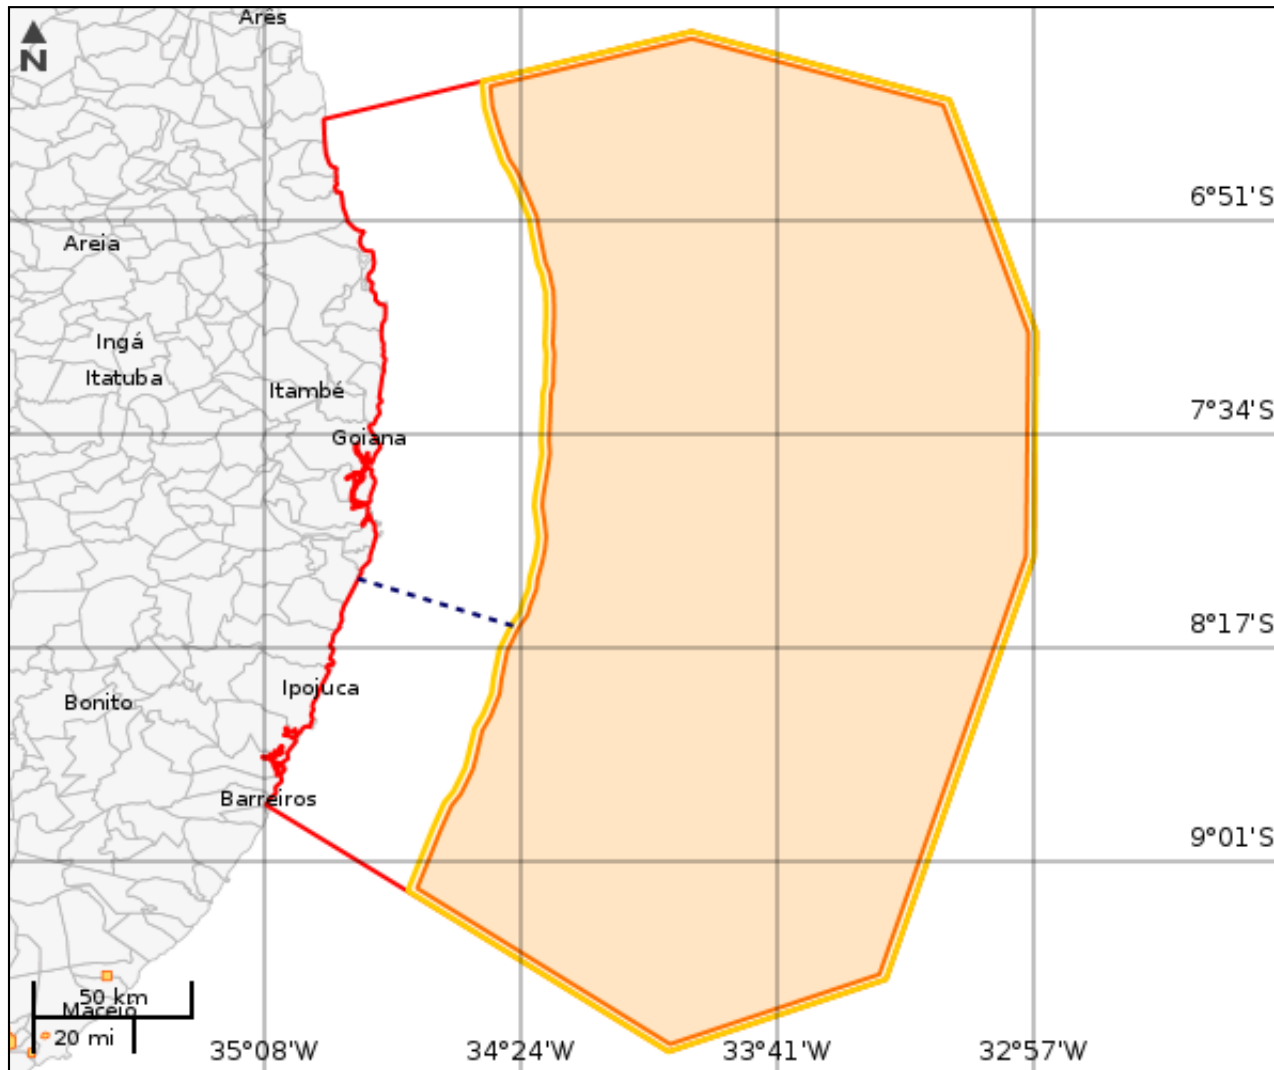 Arês
N
6°51'S
Areia
Ingá
Itatuba
Itambé
7°34'S
Goiana
8°17'S
Ipojuca
Bonito
Barreiros
9°01'S
50 km
Maceió
20 mi
35°08'W
34°24'W
33°41'W
32°57'W